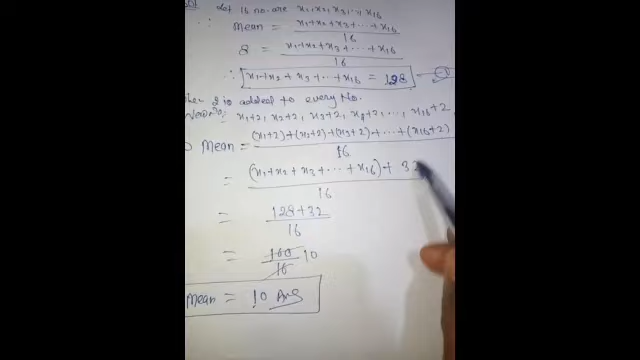 Let 16 no. are x₁, x₂, x₃, ..., x₁₆
∴ Mean = (x₁+x₂+x₃+...+x₁₆)/16
8 = (x₁+x₂+x₃+...+x₁₆)/16
∴ x₁+x₂+x₃+...+x₁₆ = 128 —①
2 is added to every No.
New no = x₁+2, x₂+2, x₃+2, x₄+2, ..., x₁₆+2
Mean = ((x₁+2)+(x₂+2)+(x₃+2)+...+(x₁₆+2))/16
= ((x₁+x₂+x₃+...+x₁₆)+32)/16
= (128+32)/16
= 160/16 10
Mean = 10 Ans